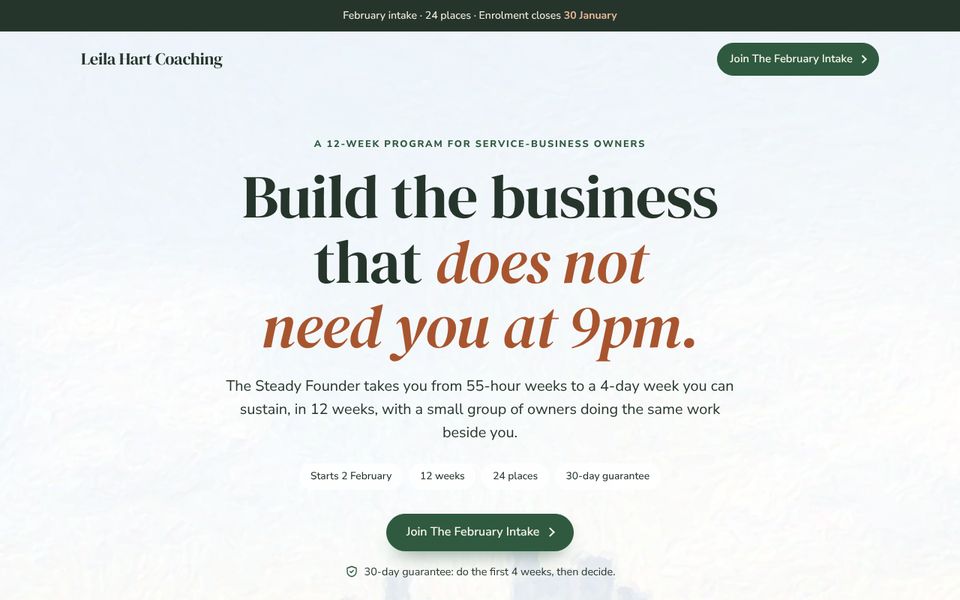 February intake · 24 places · Enrolment closes 30 January
Leila Hart Coaching
Join The February Intake
A 12-WEEK PROGRAM FOR SERVICE-BUSINESS OWNERS
Build the business
that does not
need you at 9pm.
The Steady Founder takes you from 55-hour weeks to a 4-day week you can
sustain, in 12 weeks, with a small group of owners doing the same work
beside you.
Starts 2 February
12 weeks
24 places
30-day guarantee
Join The February Intake
30-day guarantee: do the first 4 weeks, then decide.